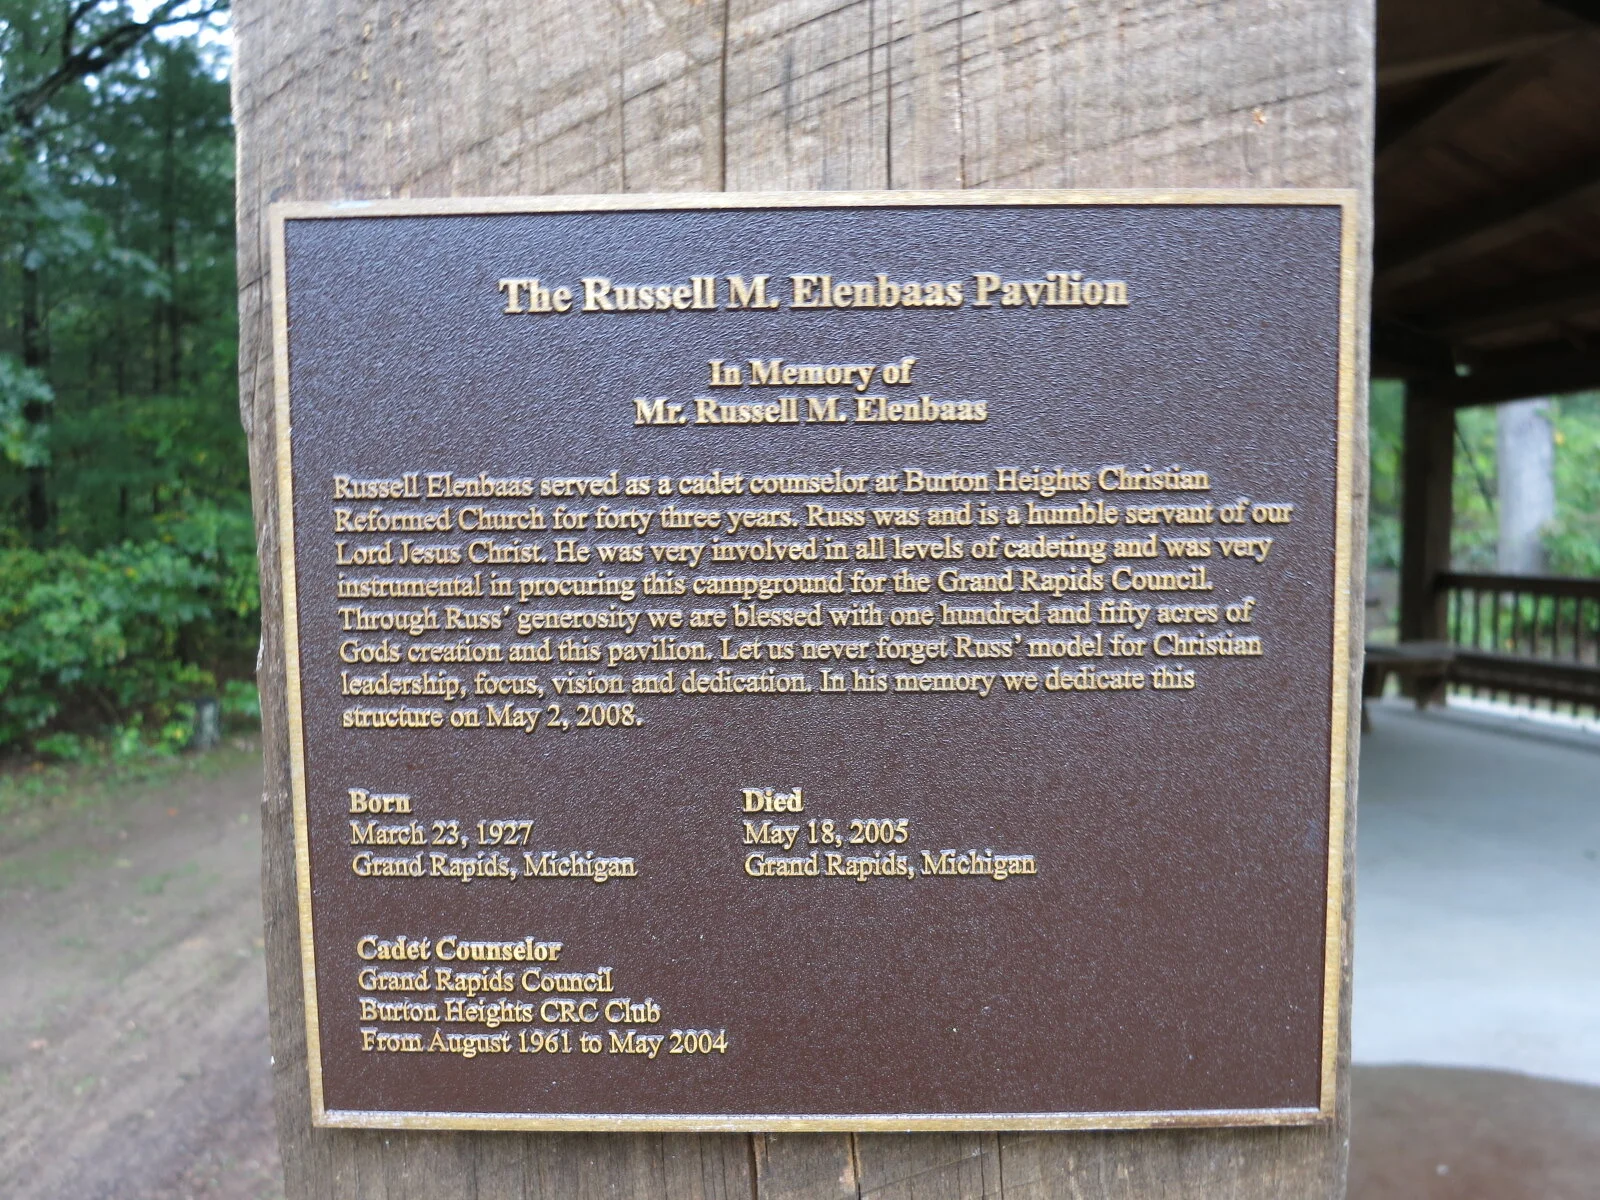 The Russell M. Elenbaas Pavilion
In Memory of
Mr. Russell M. Elenbaas
Russell Elenbaas served as a cadet counselor at Burton Heights Christian
Reformed Church for forty three years. Russ was and is a humble servant of our
Lord Jesus Christ. He was very involved in all levels of cadeting and was very
instrumental in procuring this campground for the Grand Rapids Council.
Through Russ’ generosity we are blessed with one hundred and fifty acres of
Gods creation and this pavilion. Let us never forget Russ’ model for Christian
leadership, focus, vision and dedication. In his memory we dedicate this
structure on May 2, 2008.
Born
March 23, 1927
Grand Rapids, Michigan
Died
May 18, 2005
Grand Rapids, Michigan
Cadet Counselor
Grand Rapids Council
Burton Heights CRC Club
From August 1961 to May 2004